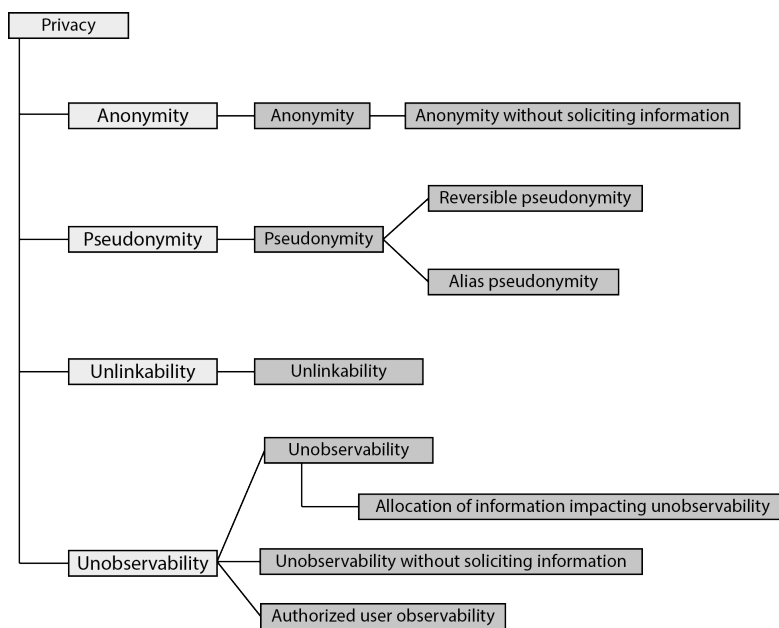 Privacy
Anonymity
Anonymity
Anonymity without soliciting information
Pseudonymity
Pseudonymity
Reversible pseudonymity
Alias pseudonymity
Unlinkability
Unlinkability
Unobservability
Unobservability
Allocation of information impacting unobservability
Unobservability without soliciting information
Authorized user observability